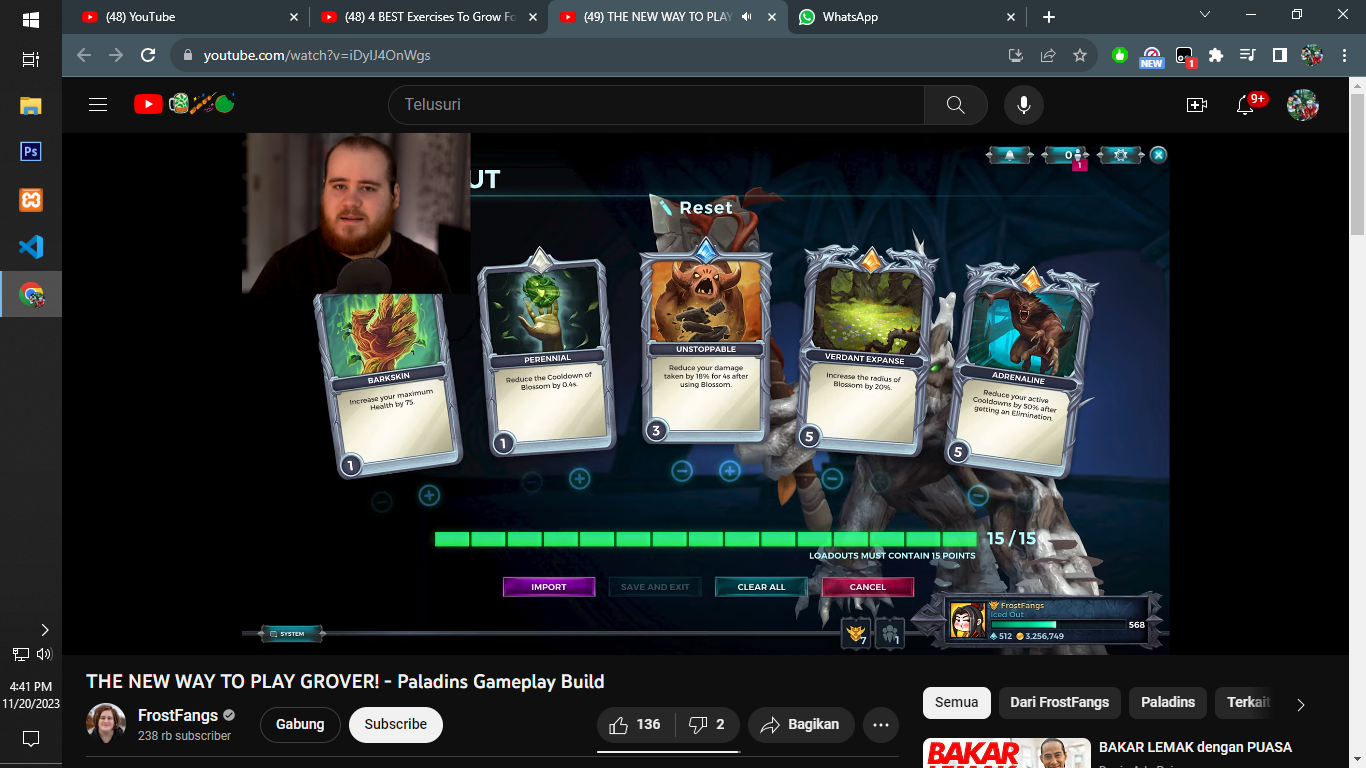 (48) YouTube
(48) 4 BEST Exercises To Grow Fo
(49) THE NEW WAY TO PLAY
WhatsApp
youtube.com/watch?v=iDylJ4OnWgs
NEW
1
Telusuri
9+
UT
0
1
Reset
BARKSKIN
Increase your maximum
Health by 75.
1
PERENNIAL
Reduce the Cooldown of
Blossom by 0.4s.
1
UNSTOPPABLE
Reduce your damage
taken by 18% for 4s after
using Blossom.
3
VERDANT EXPANSE
Increase the radius of
Blossom by 20%.
5
ADRENALINE
Reduce your active
Cooldowns by 50% after
getting an Elimination.
5
15 / 15
LOADOUTS MUST CONTAIN 15 POINTS
IMPORT
SAVE AND EXIT
CLEAR ALL
CANCEL
SYSTEM
7
1
FrostFangs
Iced Out
568
512
3,256,749
THE NEW WAY TO PLAY GROVER! - Paladins Gameplay Build
FrostFangs
238 rb subscriber
Gabung
Subscribe
136
2
Bagikan
Semua
Dari FrostFangs
Paladins
Terkait
BAKAR
LEMAK
BAKAR LEMAK dengan PUASA
Ps
4:41 PM
11/20/2023